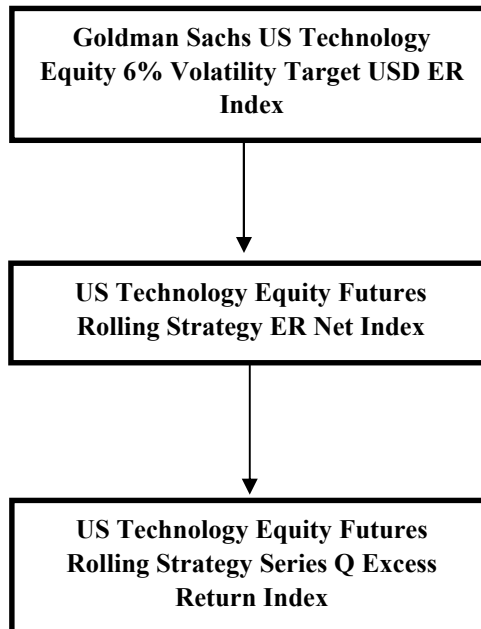 Goldman Sachs US Technology
Equity 6% Volatility Target USD ER
Index
US Technology Equity Futures
Rolling Strategy ER Net Index
US Technology Equity Futures
Rolling Strategy Series Q Excess
Return Index